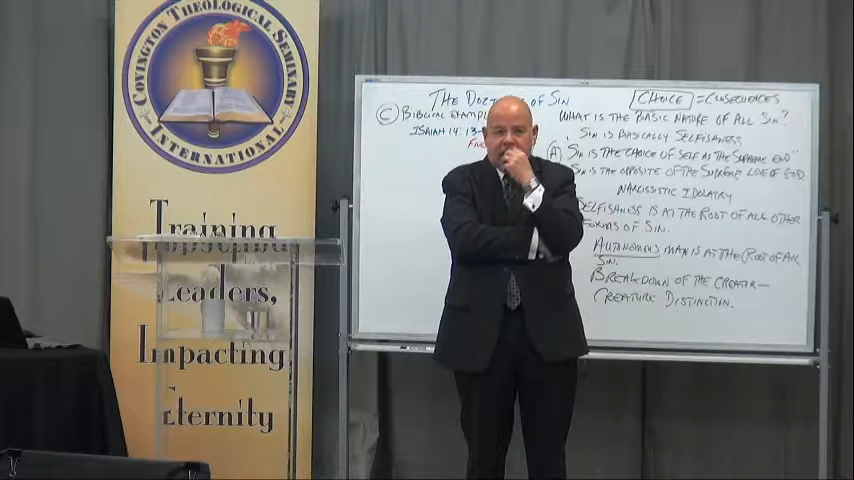 COVINGTON THEOLOGICAL SEMINARY
INTERNATIONAL
Training
Leaders,
Impacting
Eternity
THE OF SIN
C BIBLICAL
ISAIAH 14:13-
CHOICE = CONSEQUENCES
WHAT IS THE BASIC NATURE OF ALL SIN?
SIN IS BASICALLY SELFISHNESS
A "SIN IS THE CHOICE OF SELF AS THE SUPREME END"
SIN IS THE OPPOSITE OF THE SUPREME LOVE OF GOD
NARCISSISTIC IDOLATRY
SELFISHNESS IS AT THE ROOT OF ALL OTHER
FORMS OF SIN.
AUTONOMOUS MAN IS AT THE ROOT OF
SIN.
BREAKDOWN OF THE CREATOR-
CREATURE DISTINCTION.